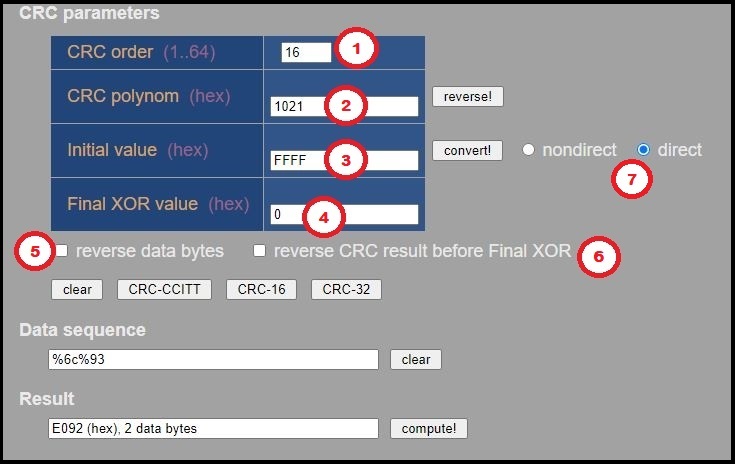 CRC parameters
CRC order (1..64) 16 1
CRC polynom (hex) 1021 2 reverse!
Initial value (hex) FFFF 3 convert! nondirect direct
7
Final XOR value (hex) 0 4
5 reverse data bytes reverse CRC result before Final XOR 6
clear CRC-CCITT CRC-16 CRC-32
Data sequence
%6c%93 clear
Result
E092 (hex), 2 data bytes compute!